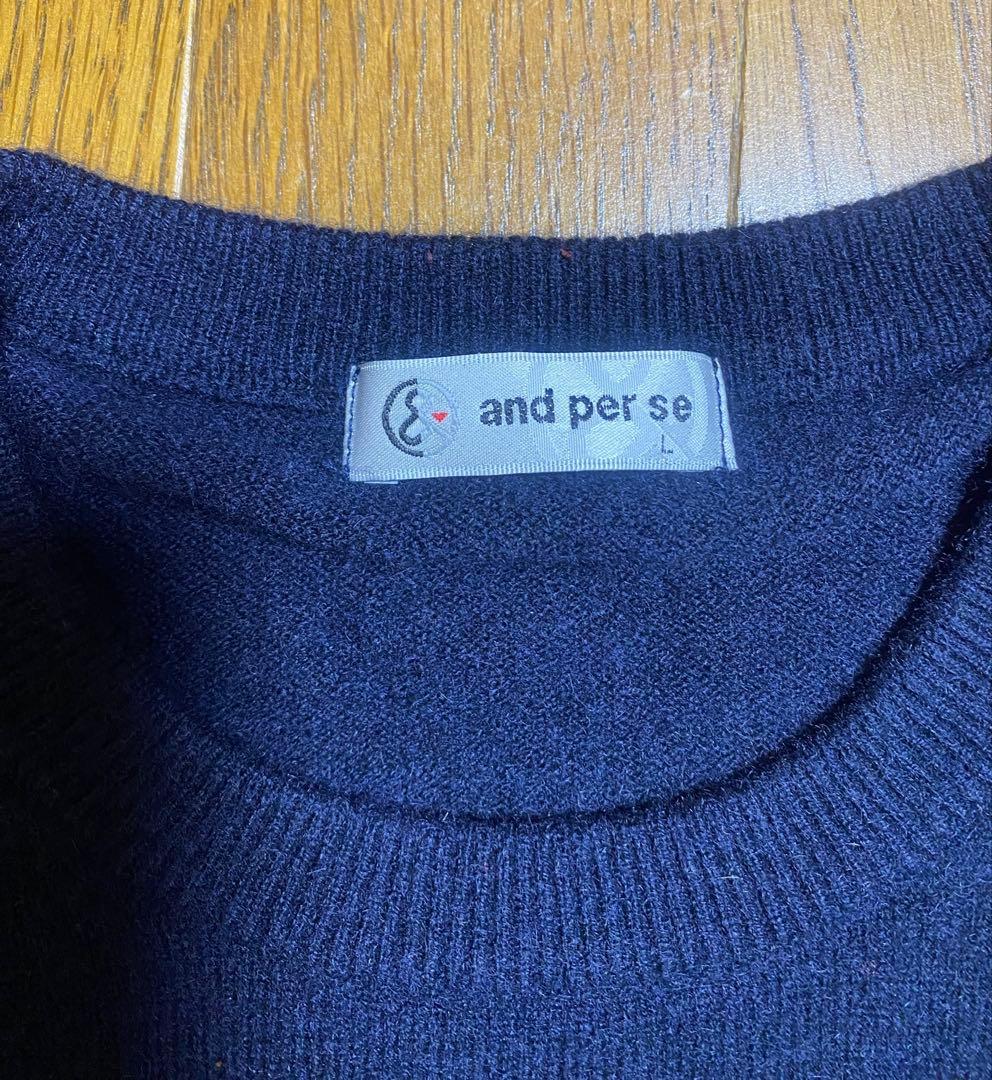 and per se
L